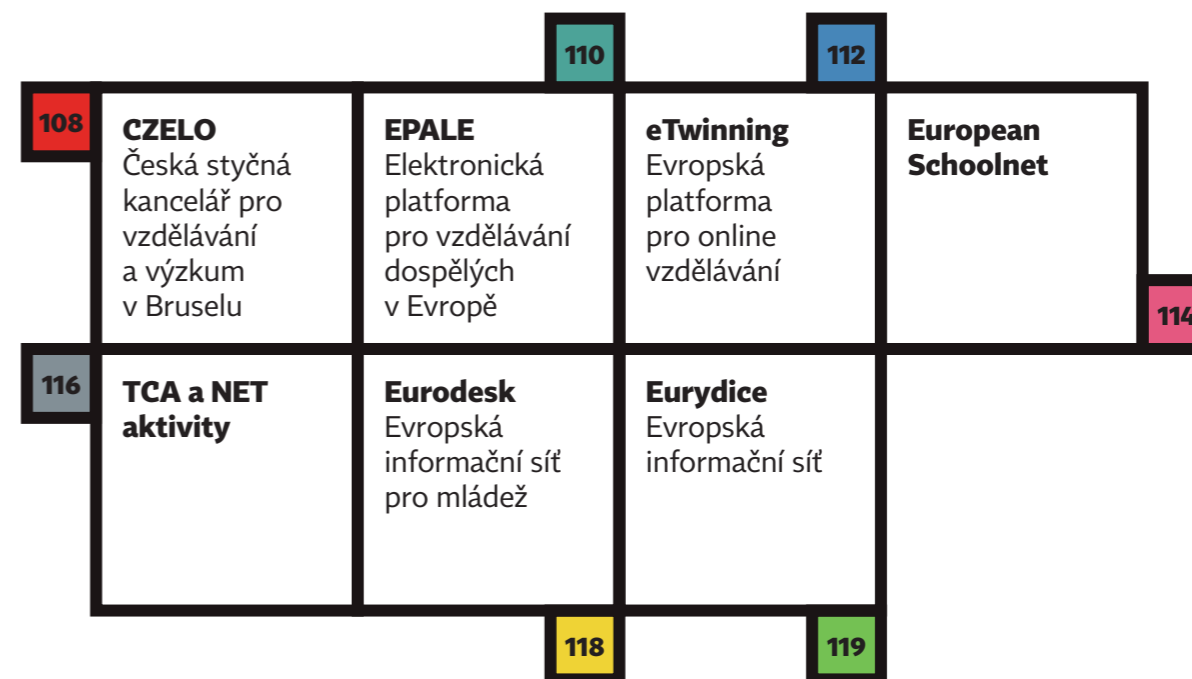 110
112
108
CZELO
Česká styčná
kancelář pro
vzdělávání
a výzkum
v Bruselu
EPALE
Elektronická
platforma
pro vzdělávání
dospělých
v Evropě
eTwinning
Evropská
platforma
pro online
vzdělávání
European
Schoolnet
114
116
TCA a NET
aktivity
Eurodesk
Evropská
informační síť
pro mládež
Eurydice
Evropská
informační síť
118
119